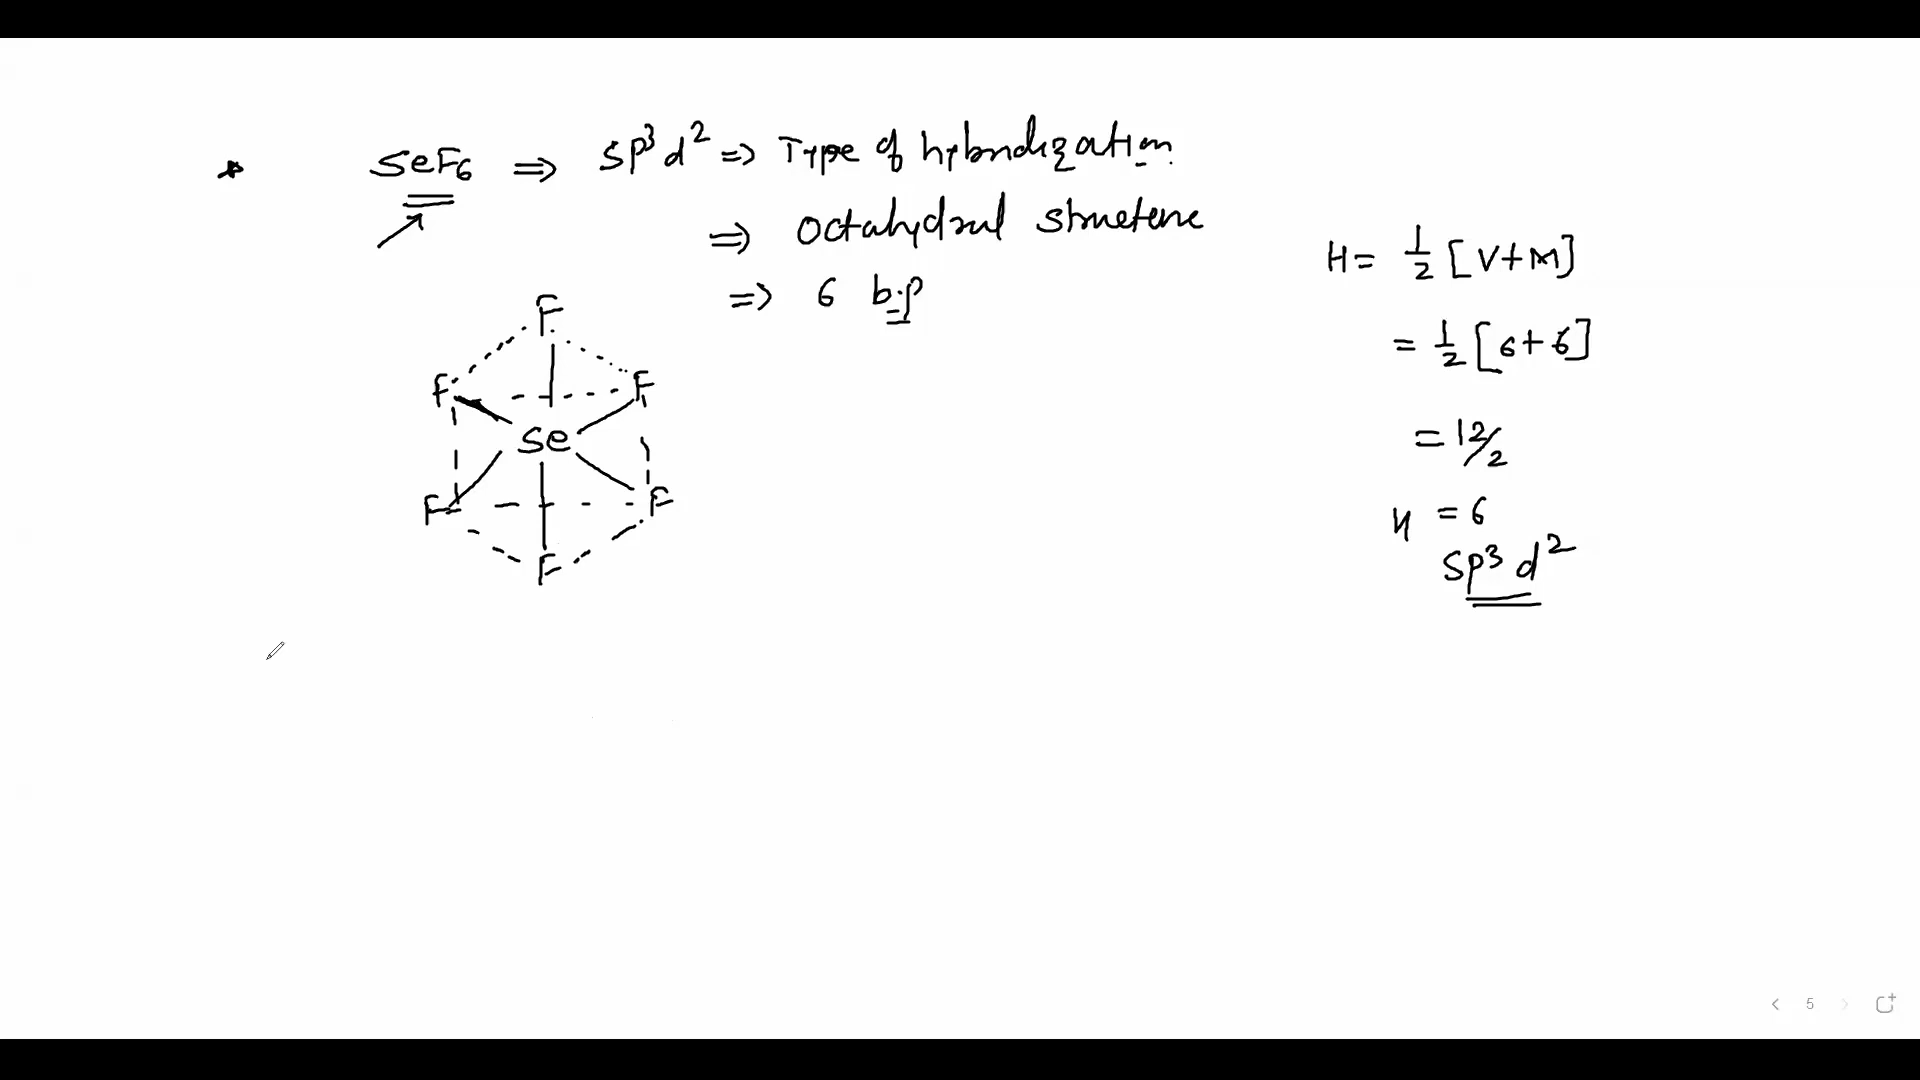 * SeF6 ⇒ SP³d² ⇒ Type of hybridization
⇒ Octahydral structure
⇒ 6 b.p
F
F F
Se
F F
F
H = 1/2 [V+M]
= 1/2 [6+6]
= 12/2
H = 6
SP³d²
5